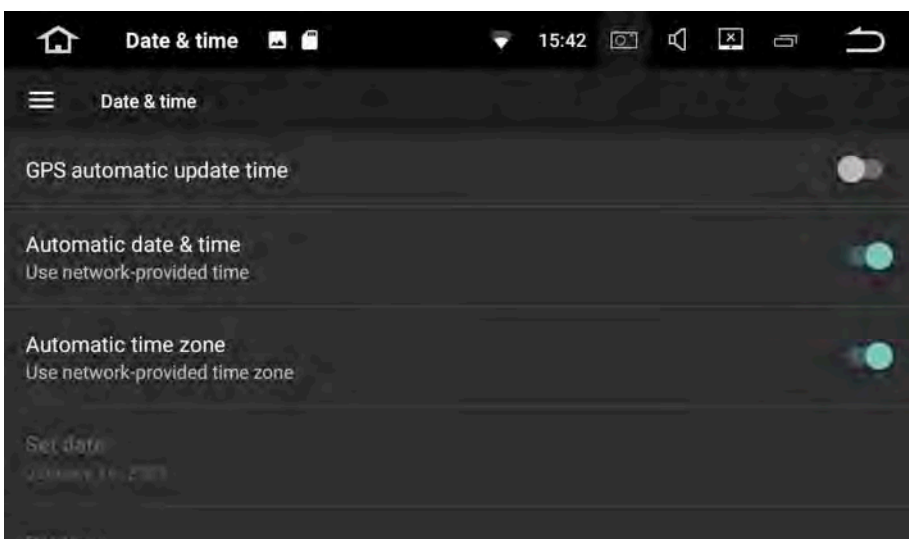 Date & time
15:42
Date & time
GPS automatic update time
Automatic date & time
Use network-provided time
Automatic time zone
Use network-provided time zone
Set date